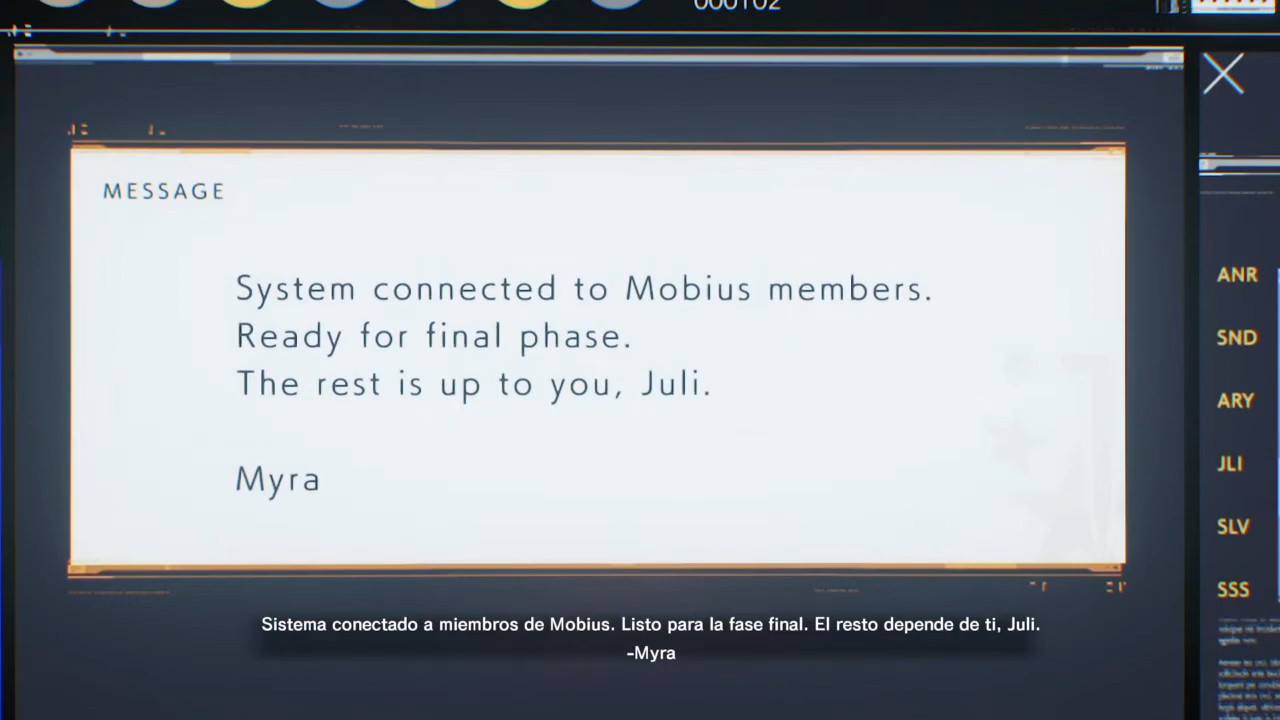 000102
MESSAGE
System connected to Mobius members.
Ready for final phase.
The rest is up to you, Juli.
Myra
ANR
SND
ARY
JLI
SLV
SSS
Sistema conectado a miembros de Mobius. Listo para la fase final. El resto depende de ti, Juli.
-Myra